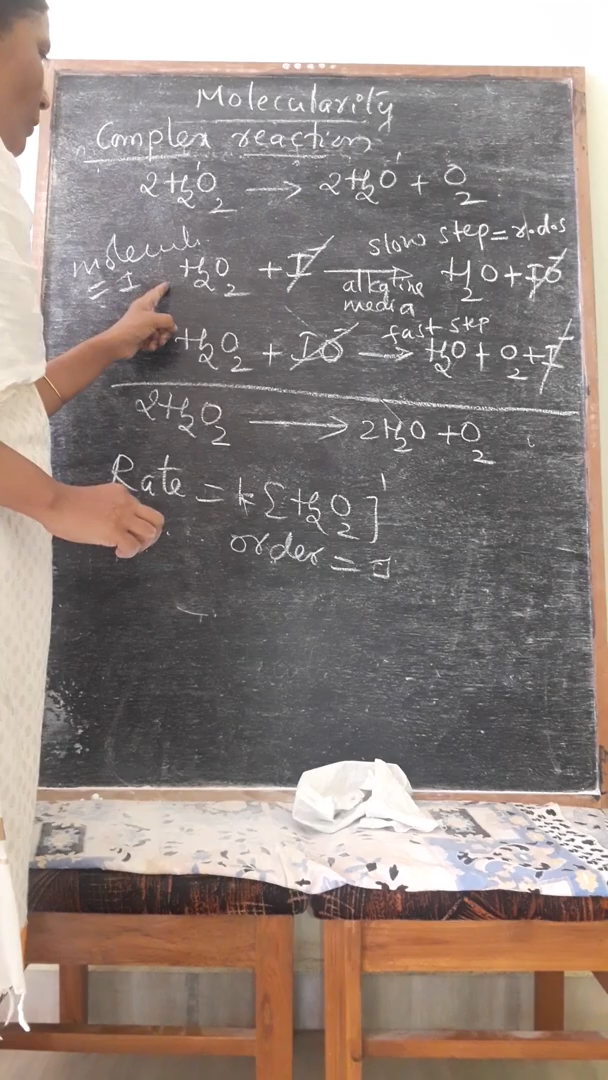 Molecularity
Complex reaction
2H₂O₂ → 2H₂O + O₂
slow step = r.d.s
H₂O₂ + I⁻ → H₂O + IO⁻
= 1
alkaline
media
fast step
H₂O₂ + IO⁻ → H₂O + O₂ + I⁻
2H₂O₂ → 2H₂O + O₂
Rate = k[H₂O₂]¹
order = 1